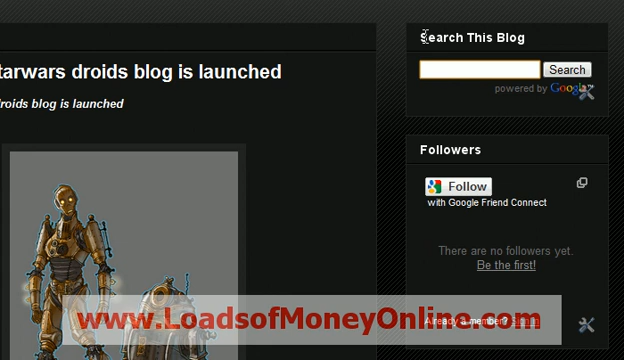 tarwars droids blog is launched
droids blog is launched
Search This Blog
Search
powered by Google™
Followers
Follow
with Google Friend Connect
There are no followers yet.
Be the first!
Already a member?
www.LoadsofMoneyOnline.com